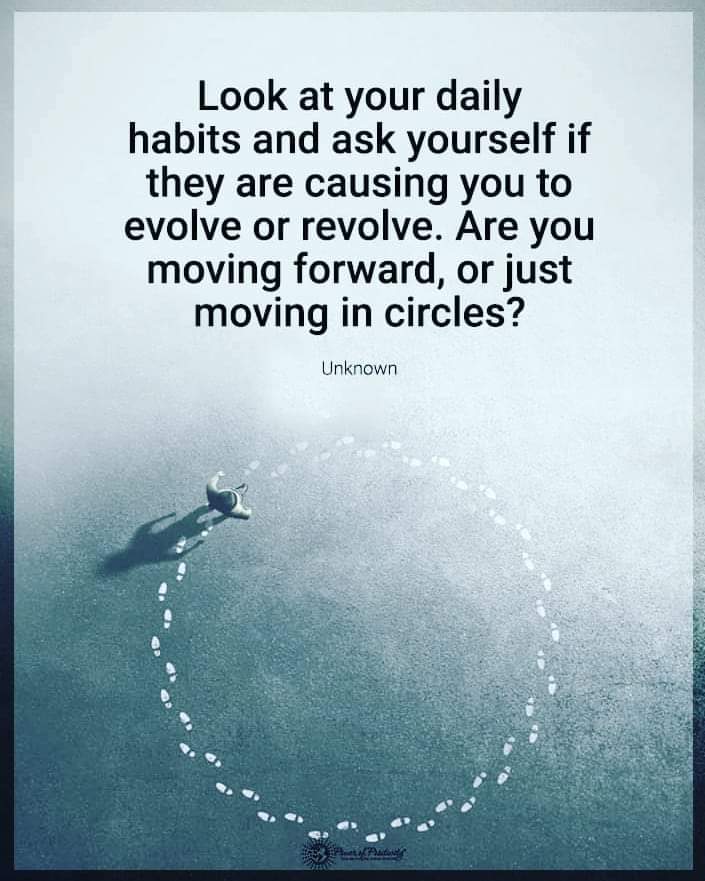 Look at your daily
habits and ask yourself if
they are causing you to
evolve or revolve. Are you
moving forward, or just
moving in circles?
Unknown
Power of Positivity